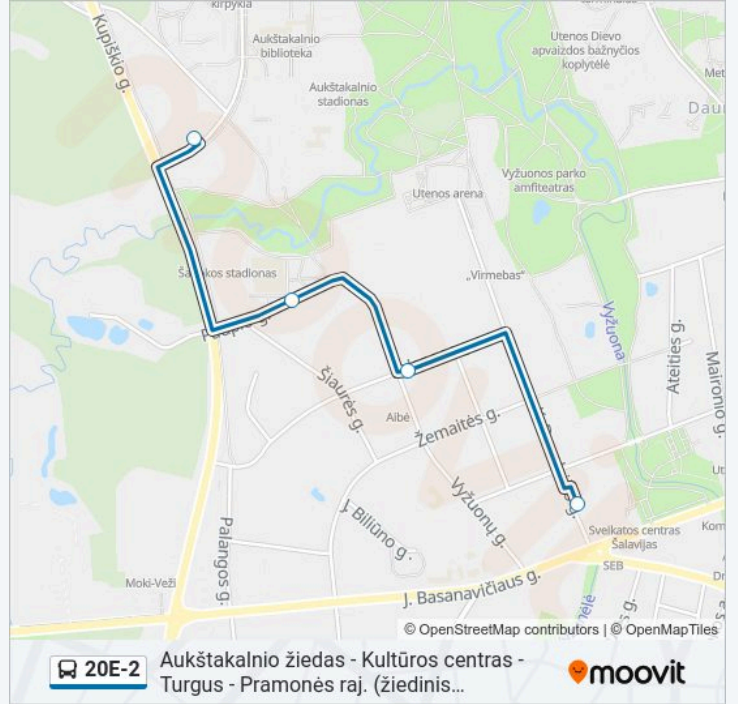 kirpykla
Kupiškio g.
Aukštakalnio
biblioteka
Utenos Dievo
apvaizdos bažnyčios
koplytėlė
Aukštakalnio
stadionas
Vyžuonos parko
amfiteatras
Utenos arena
„Virmebas“
stadionas
Vyžuona
Šiaurės g.
Ateities g.
Maironio g.
Aibė
Žemaitės g.
Vyžuonų g.
J. Biliūno g.
Palangos g.
Sveikatos centras
Šalavijas
SEB
Moki-Veži
J. Basanavičiaus g.
© OpenStreetMap contributors | © OpenMapTiles
20E-2
Aukštakalnio žiedas - Kultūros centras -
Turgus - Pramonės raj. (žiedinis…
moovit